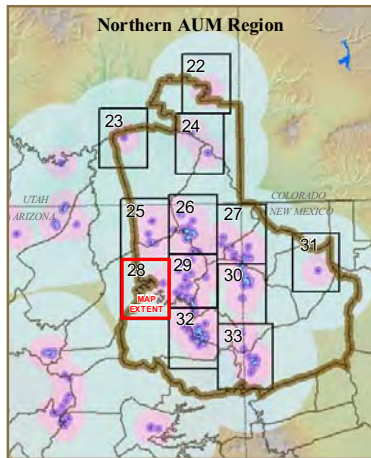 Northern AUM Region
22
23
24
UTAH
COLORADO
ARIZONA
NEW MEXICO
25
26
27
31
28
29
30
MAP
EXTENT
32
33